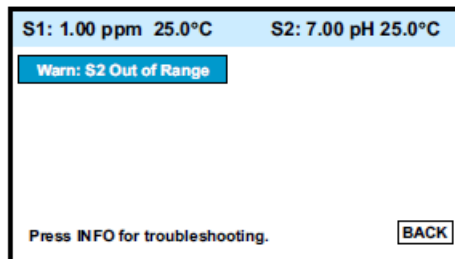 S1: 1.00 ppm 25.0°C S2: 7.00 pH 25.0°C
Warn: S2 Out of Range
Press INFO for troubleshooting. BACK